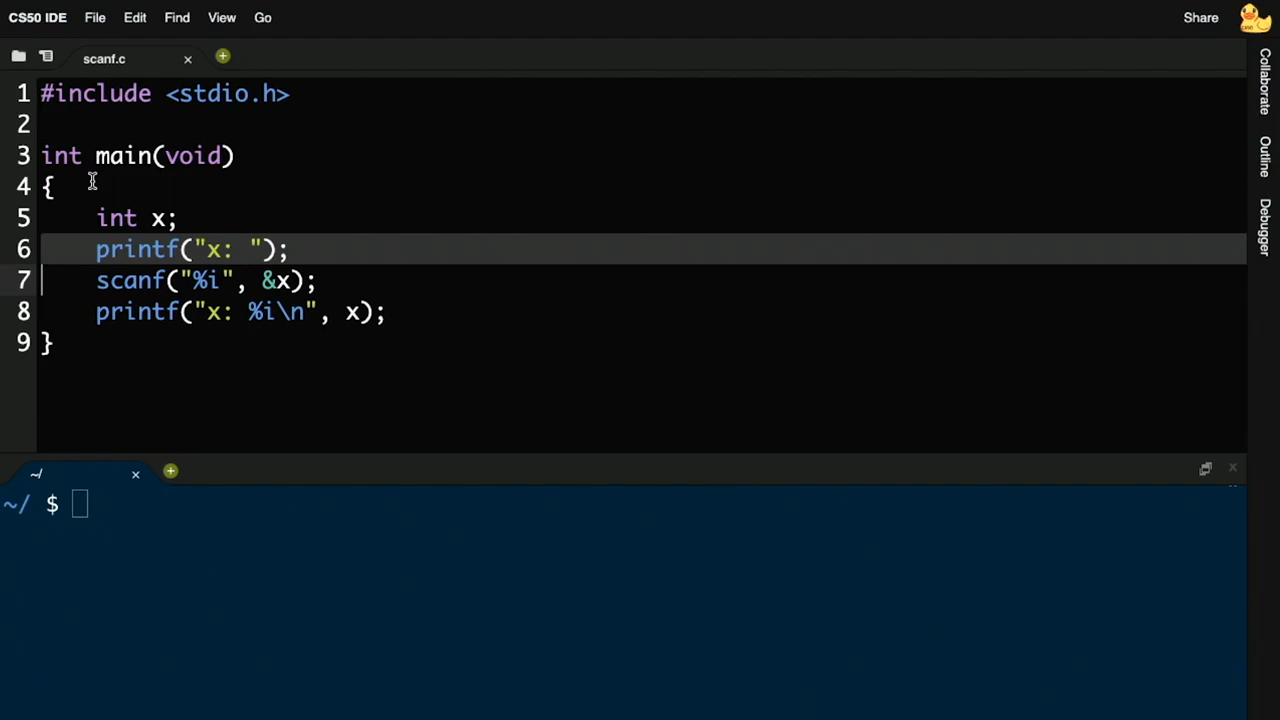 CS50 IDE File Edit Find View Go Share
scanf.c
1 #include <stdio.h>
2
3 int main(void)
4 {
5     int x;
6     printf("x: ");
7     scanf("%i", &x);
8     printf("x: %i\n", x);
9 }
~/
~/ $
Collaborate
Outline
Debugger